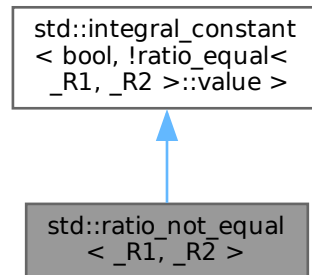 std::integral_constant
< bool, !ratio_equal<
_R1, _R2 >::value >
std::ratio_not_equal
< _R1, _R2 >